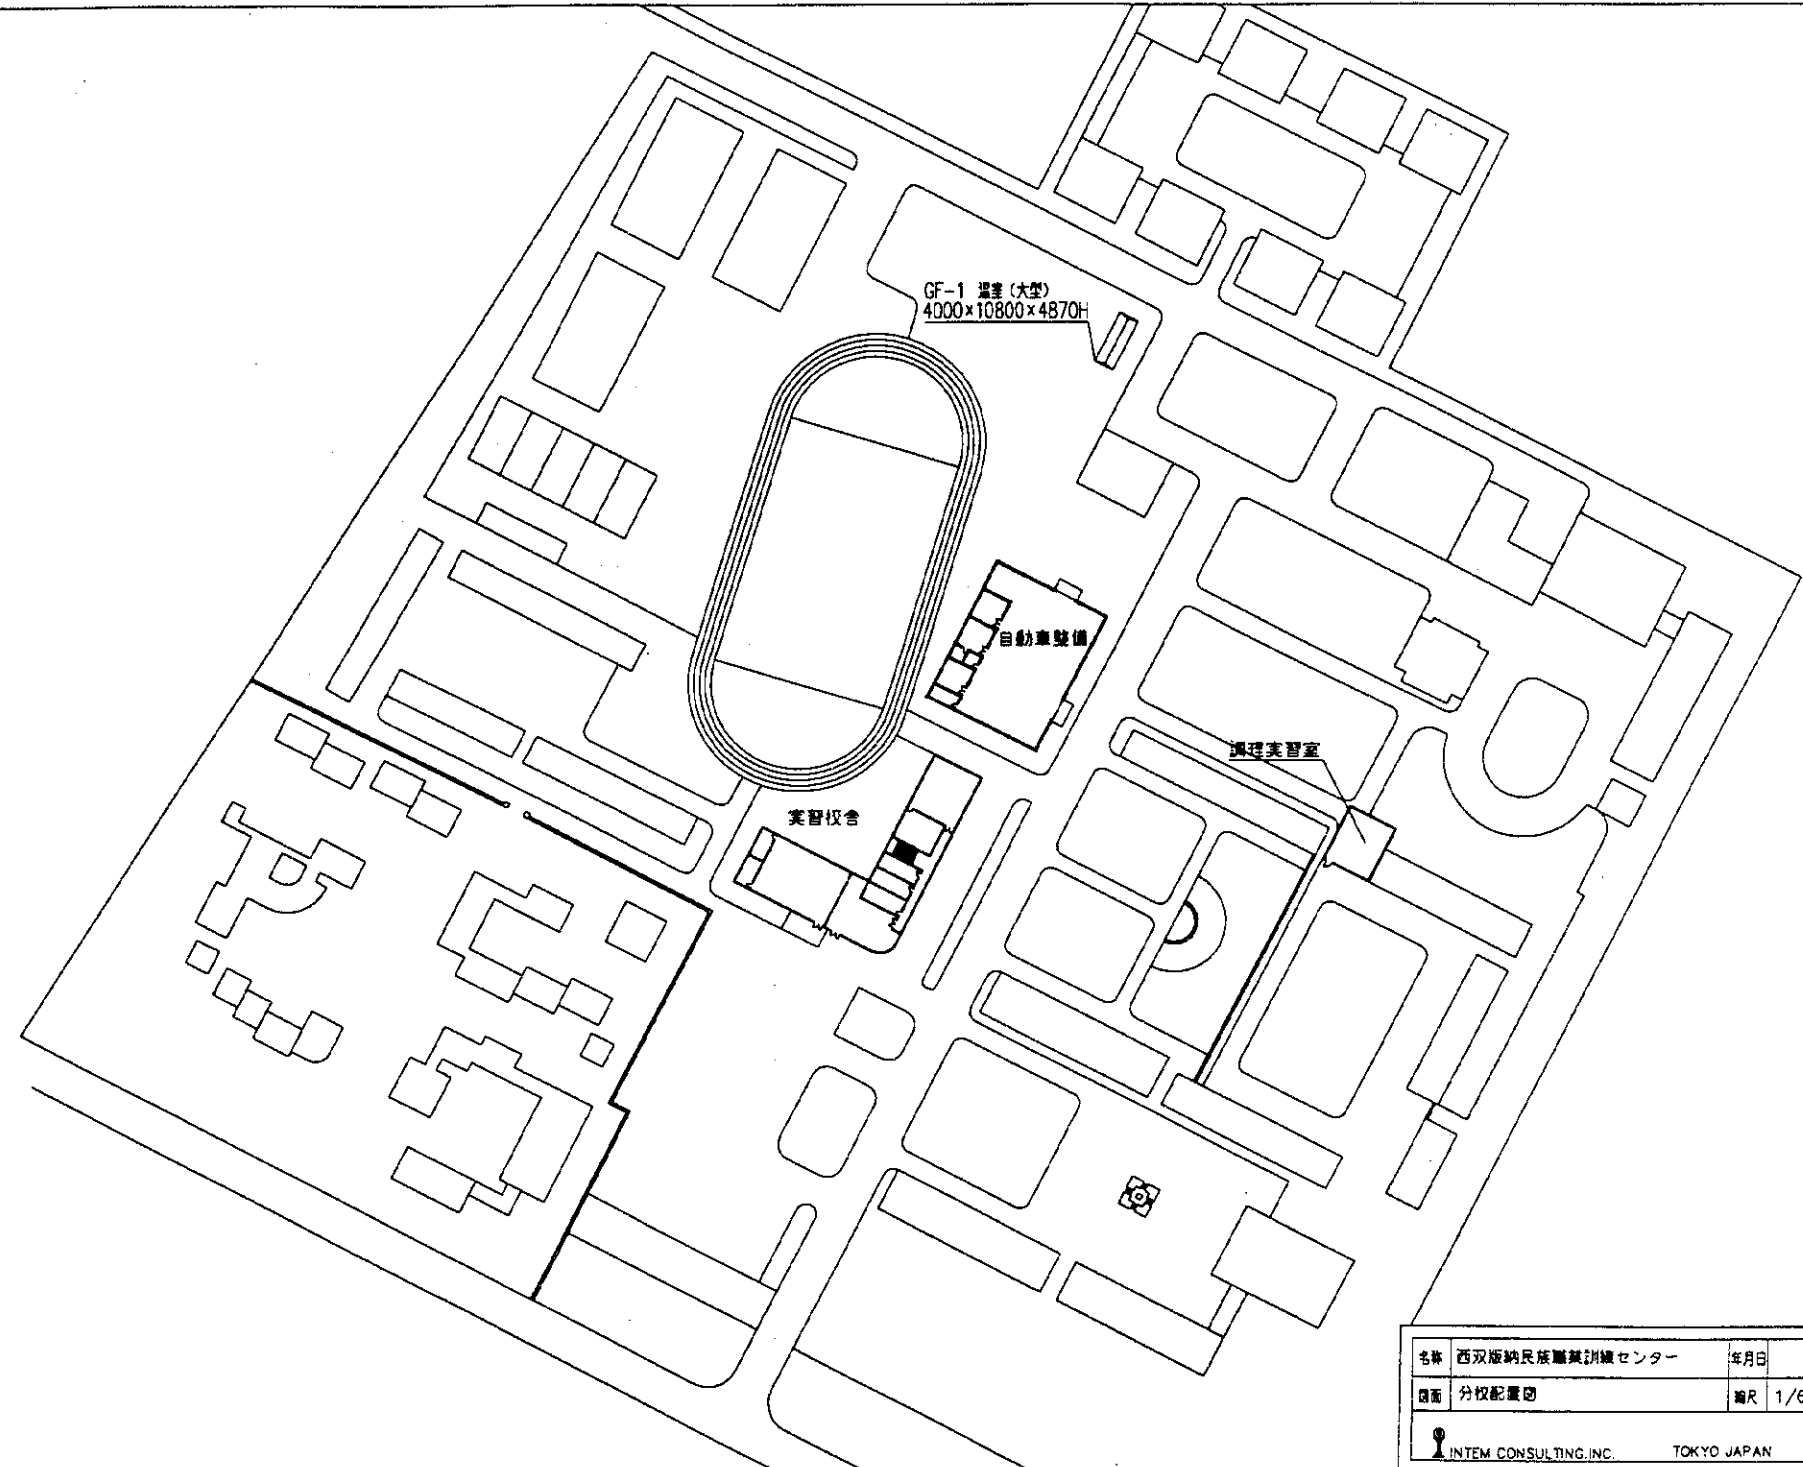 GF-1 温室（大型）
4000×10800×4870H
自動車整備
調理実習室
実習校舎
名称 西双版納民族職業訓練センター 年月日
図面 分校配置図 縮尺 1/6
INTEM CONSULTING.INC. TOKYO JAPAN